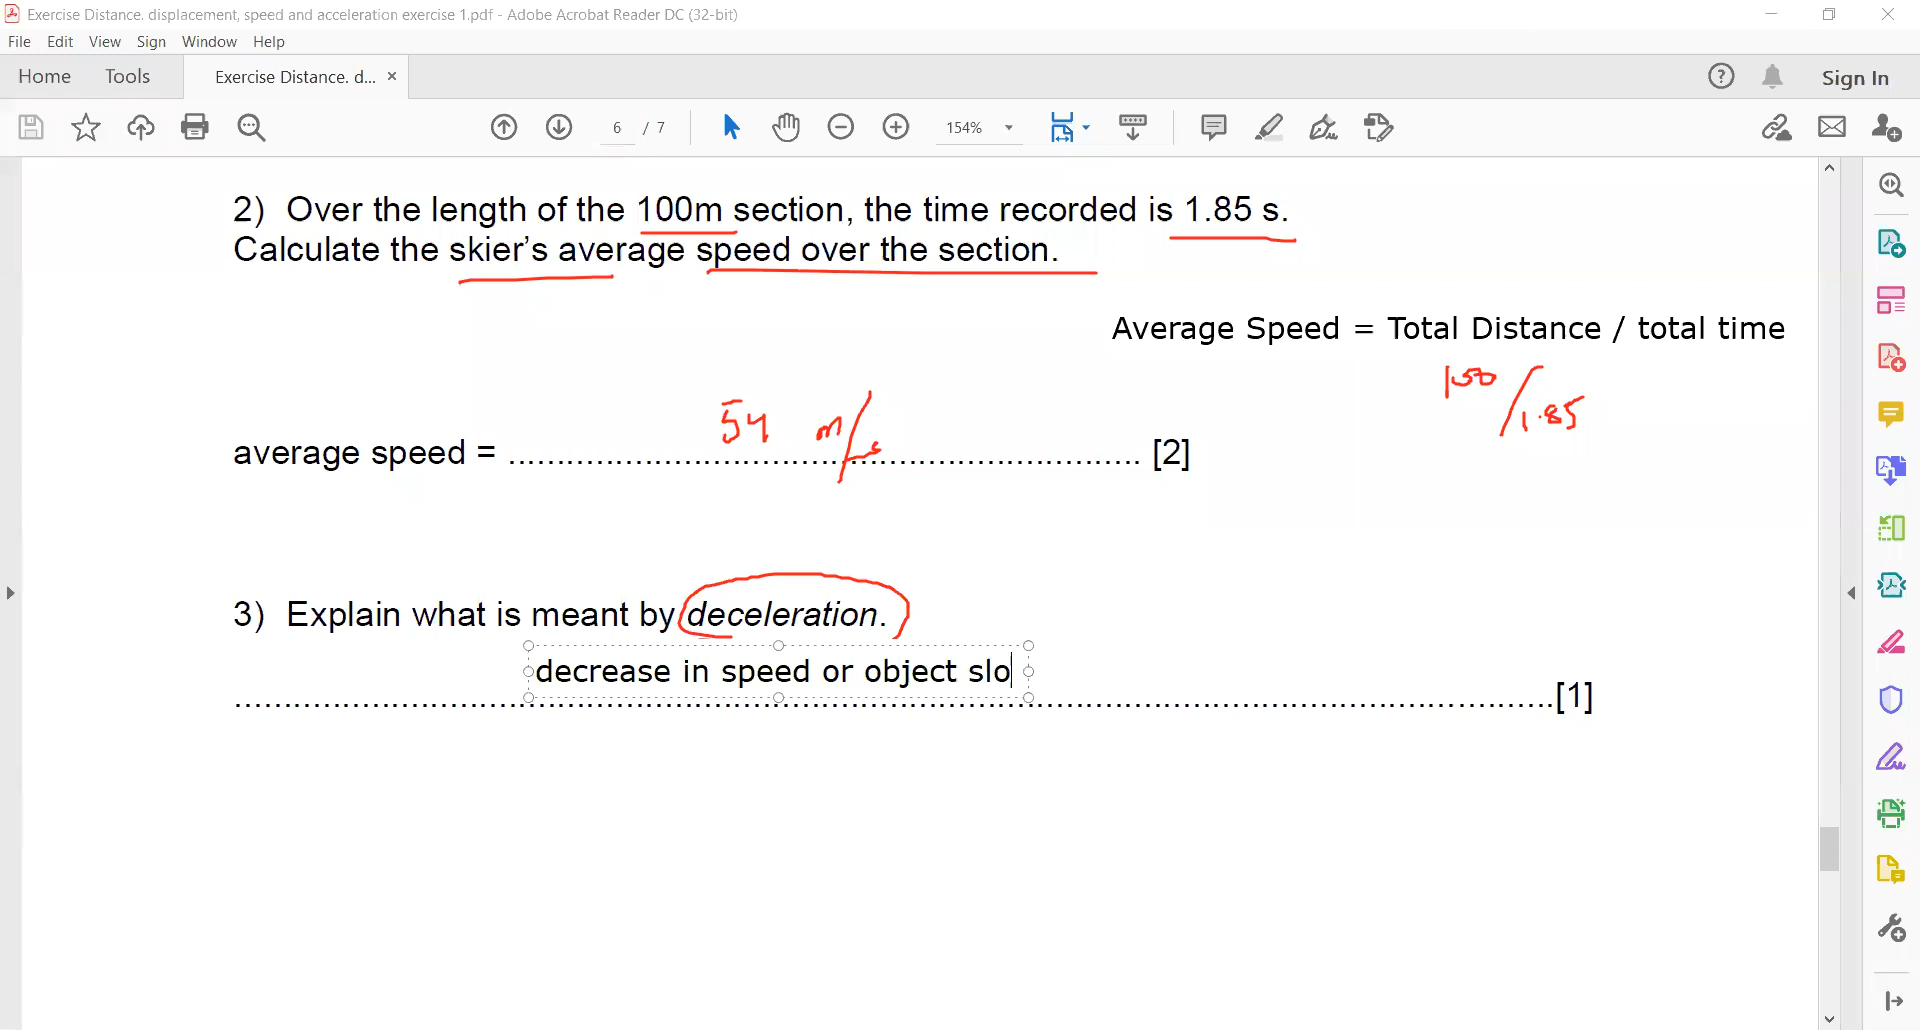 Exercise Distance. displacement, speed and acceleration exercise 1.pdf - Adobe Acrobat Reader DC (32-bit)
File Edit View Sign Window Help
Home Tools Exercise Distance. d... × Sign In
6 / 7 154%
2) Over the length of the 100m section, the time recorded is 1.85 s.
Calculate the skier's average speed over the section.
Average Speed = Total Distance / total time
100 / 1.85
54 m/s
average speed = ................................................................ [2]
3) Explain what is meant by deceleration.
decrease in speed or object slo
................................................................................[1]